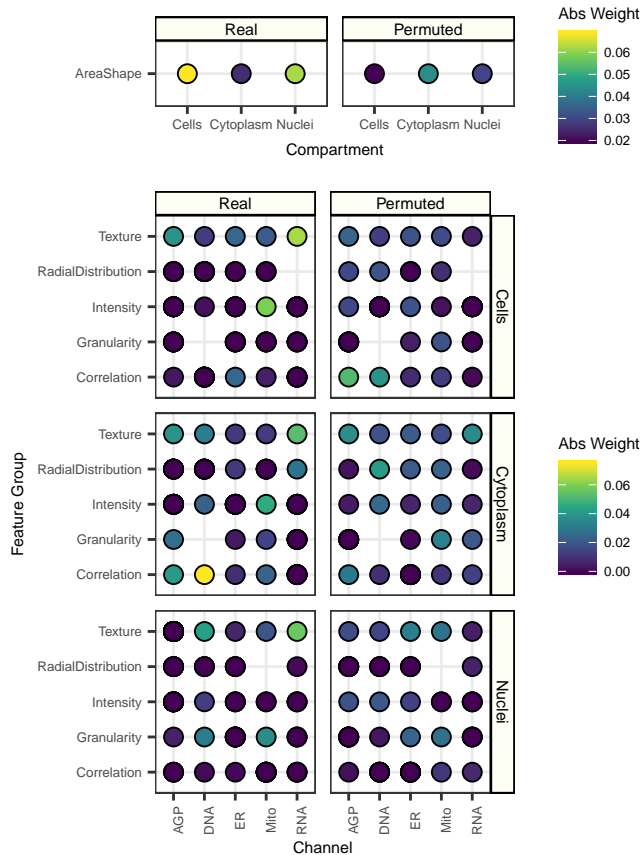 Real Permuted
AreaShape
Cells Cytoplasm Nuclei Cells Cytoplasm Nuclei
Compartment
Abs Weight
0.06
0.05
0.04
0.03
0.02
Real Permuted
Feature Group
Texture
RadialDistribution
Intensity
Granularity
Correlation
Cells
Texture
RadialDistribution
Intensity
Granularity
Correlation
Cytoplasm
Texture
RadialDistribution
Intensity
Granularity
Correlation
Nuclei
AGP DNA ER Mito RNA AGP DNA ER Mito RNA
Channel
Abs Weight
0.06
0.04
0.02
0.00